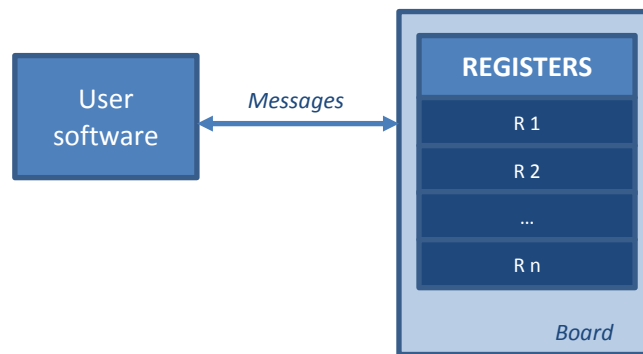 User
software
Messages
REGISTERS
R 1
R 2
...
R n
Board